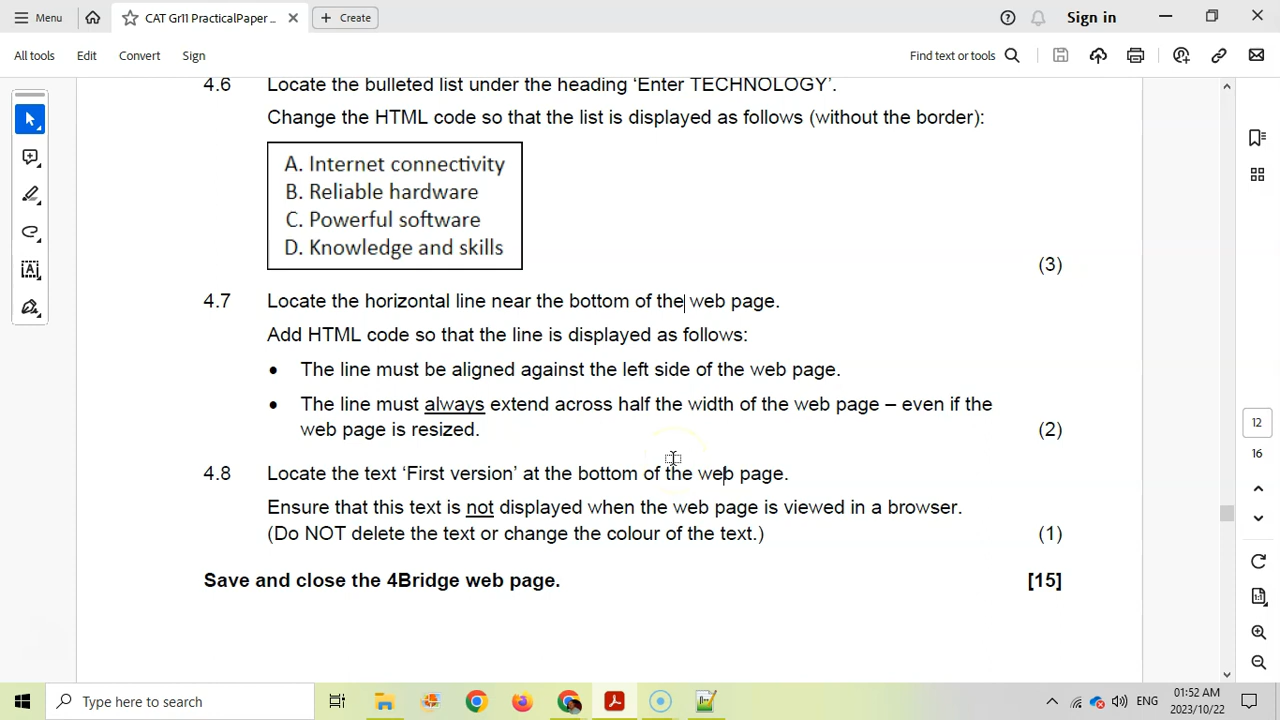 Menu
CAT Gr11 PracticalPaper ...
Create
Sign in
All tools
Edit
Convert
Sign
Find text or tools
4.6 Locate the bulleted list under the heading ‘Enter TECHNOLOGY’.
Change the HTML code so that the list is displayed as follows (without the border):
A. Internet connectivity
B. Reliable hardware
C. Powerful software
D. Knowledge and skills
(3)
4.7 Locate the horizontal line near the bottom of the web page.
Add HTML code so that the line is displayed as follows:
• The line must be aligned against the left side of the web page.
• The line must always extend across half the width of the web page – even if the
web page is resized. (2)
4.8 Locate the text ‘First version’ at the bottom of the web page.
Ensure that this text is not displayed when the web page is viewed in a browser.
(Do NOT delete the text or change the colour of the text.) (1)
Save and close the 4Bridge web page. [15]
12
16
1:1
Type here to search
ENG
01:52 AM
2023/10/22